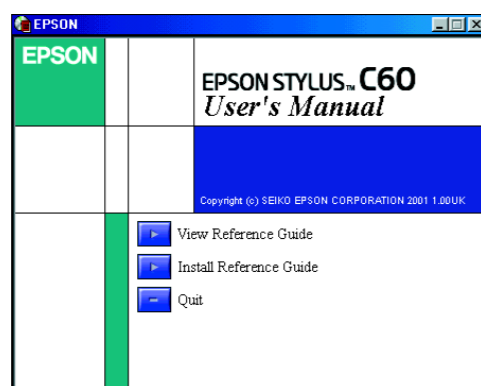 EPSON
EPSON
EPSON STYLUS™ C60
User's Manual
Copyright (c) SEIKO EPSON CORPORATION 2001 1.00UK
View Reference Guide
Install Reference Guide
Quit